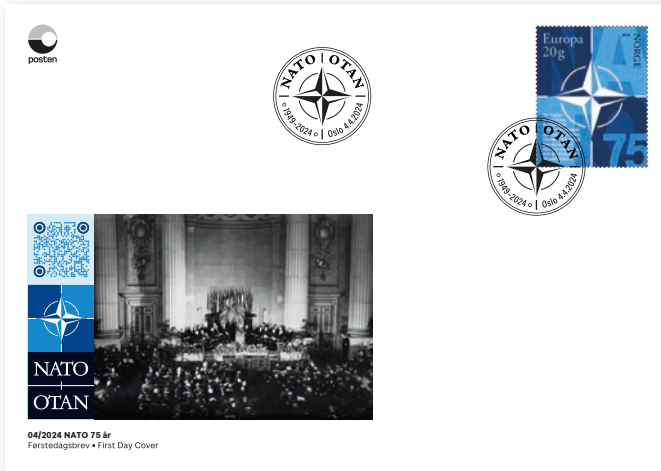 posten
NATO | OTAN
1949-2024 | Oslo 4.4.2024
Europa
20g
NORGE
75
NATO | OTAN
1949-2024 | Oslo 4.4.2024
NATO
OTAN
04/2024 NATO 75 år
Førstedagsbrev • First Day Cover